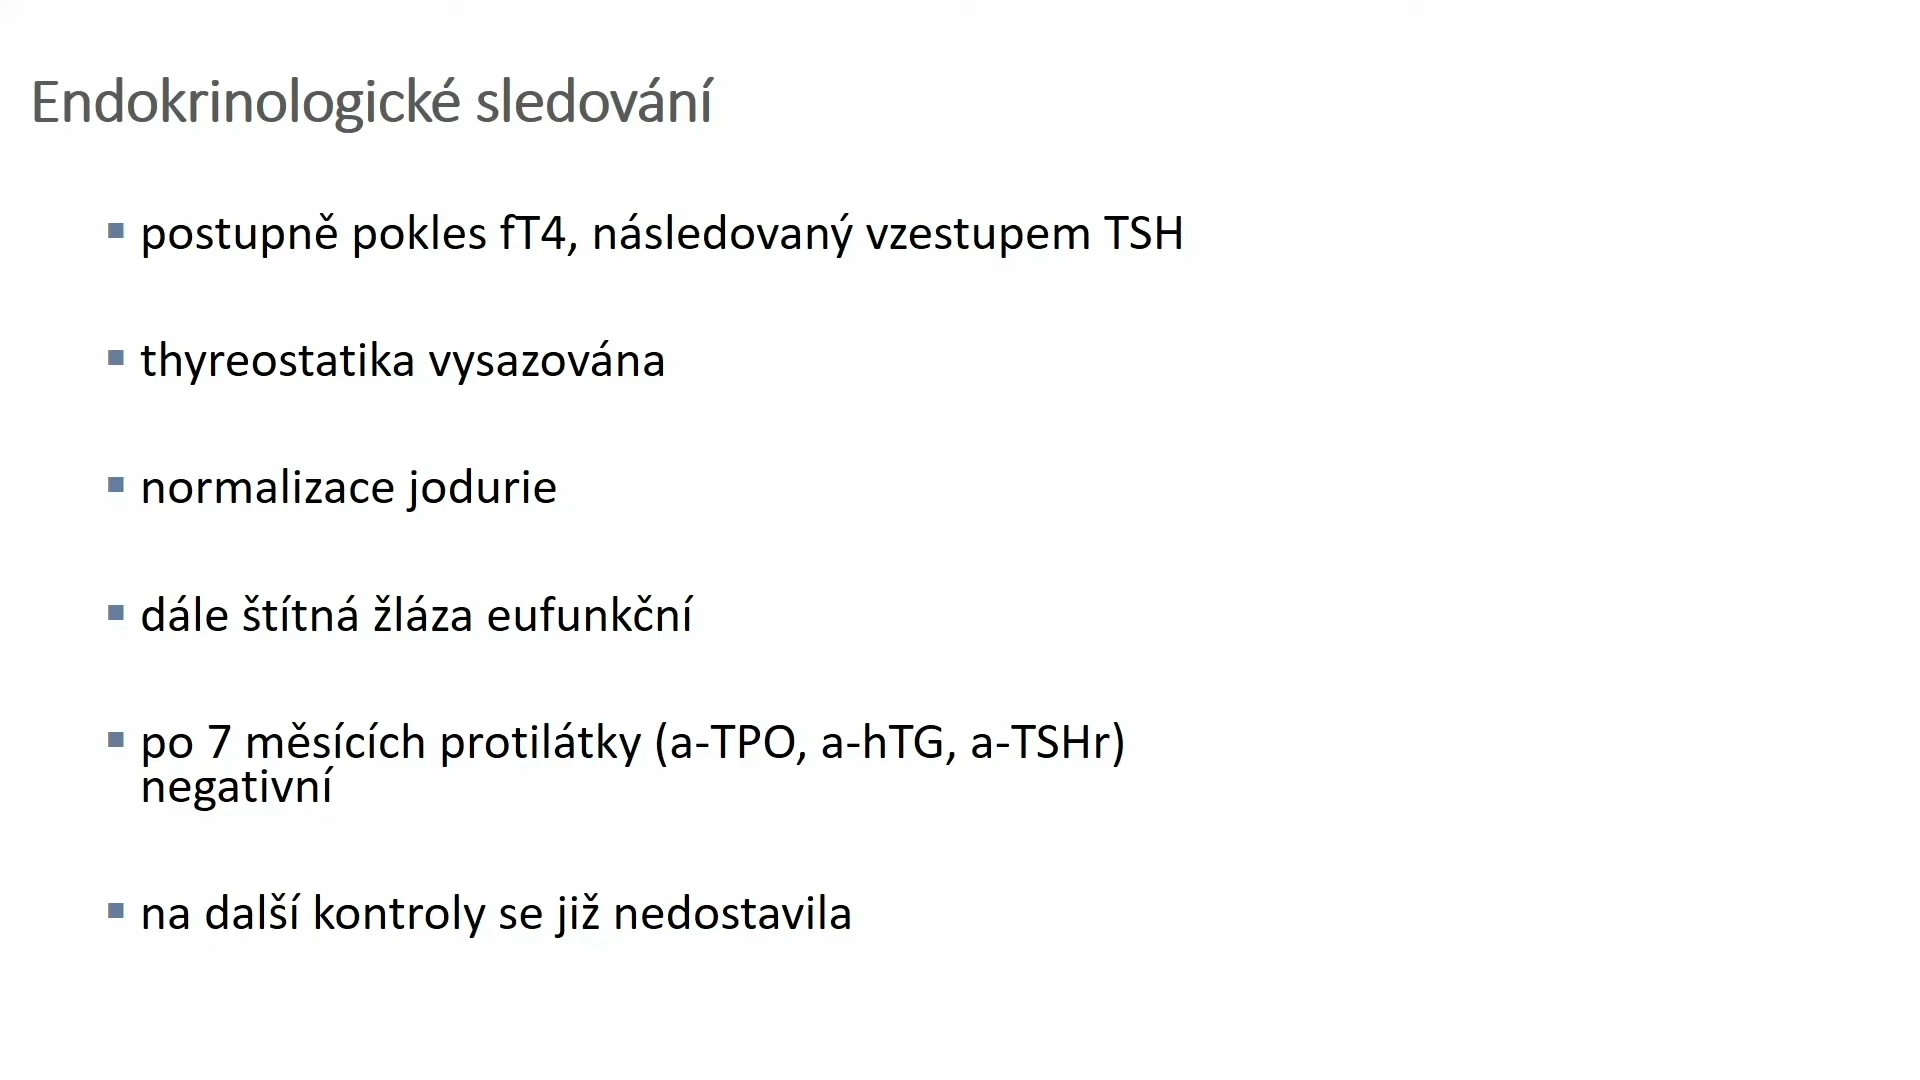 Endokrinologické sledování
▪ postupně pokles fT4, následovaný vzestupem TSH
▪ thyreostatika vysazována
▪ normalizace jodurie
▪ dále štítná žláza eufunkční
▪ po 7 měsících protilátky (a-TPO, a-hTG, a-TSHr)
negativní
▪ na další kontroly se již nedostavila